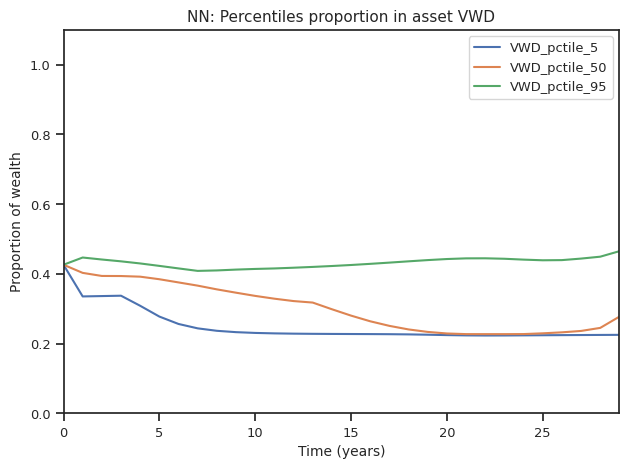 NN: Percentiles proportion in asset VWD
VWD_pctile_5
VWD_pctile_50
VWD_pctile_95
Proportion of wealth
1.0
0.8
0.6
0.4
0.2
0.0
0 5 10 15 20 25
Time (years)